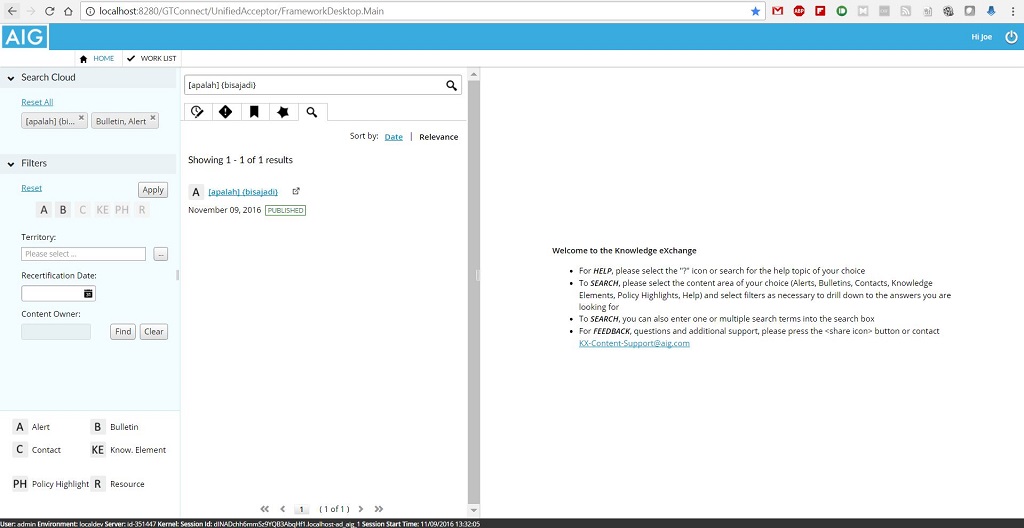 localhost:8280/GTConnect/UnifiedAcceptor/FrameworkDesktop.Main
AIG
Hi Joe
HOME
WORK LIST
Search Cloud
Reset All
[apalah] {bi...
Bulletin, Alert
Filters
Reset
Apply
A B C KE PH R
Territory:
Please select ...
...
Recertification Date:
Content Owner:
Find
Clear
A Alert
B Bulletin
C Contact
KE Know. Element
PH Policy Highlight
R Resource
[apalah] {bisajadi}
Sort by: Date | Relevance
Showing 1 - 1 of 1 results
A [apalah] {bisajadi}
November 09, 2016 PUBLISHED
1 ( 1 of 1 )
Welcome to the Knowledge eXchange
• For HELP, please select the "?" icon or search for the help topic of your choice
• To SEARCH, please select the content area of your choice (Alerts, Bulletins, Contacts, Knowledge
Elements, Policy Highlights, Help) and select filters as necessary to drill down to the answers you are
looking for
• To SEARCH, you can also enter one or multiple search terms into the search box
• For FEEDBACK, questions and additional support, please press the <share icon> button or contact
KX-Content-Support@aig.com
User: admin Environment: localdev Server: id-351447 Kernel: Session Id: dINADchh6mmSz9YQB3AbqHf1.localhost-ad_aig_1 Session Start Time: 11/09/2016 13:32:05